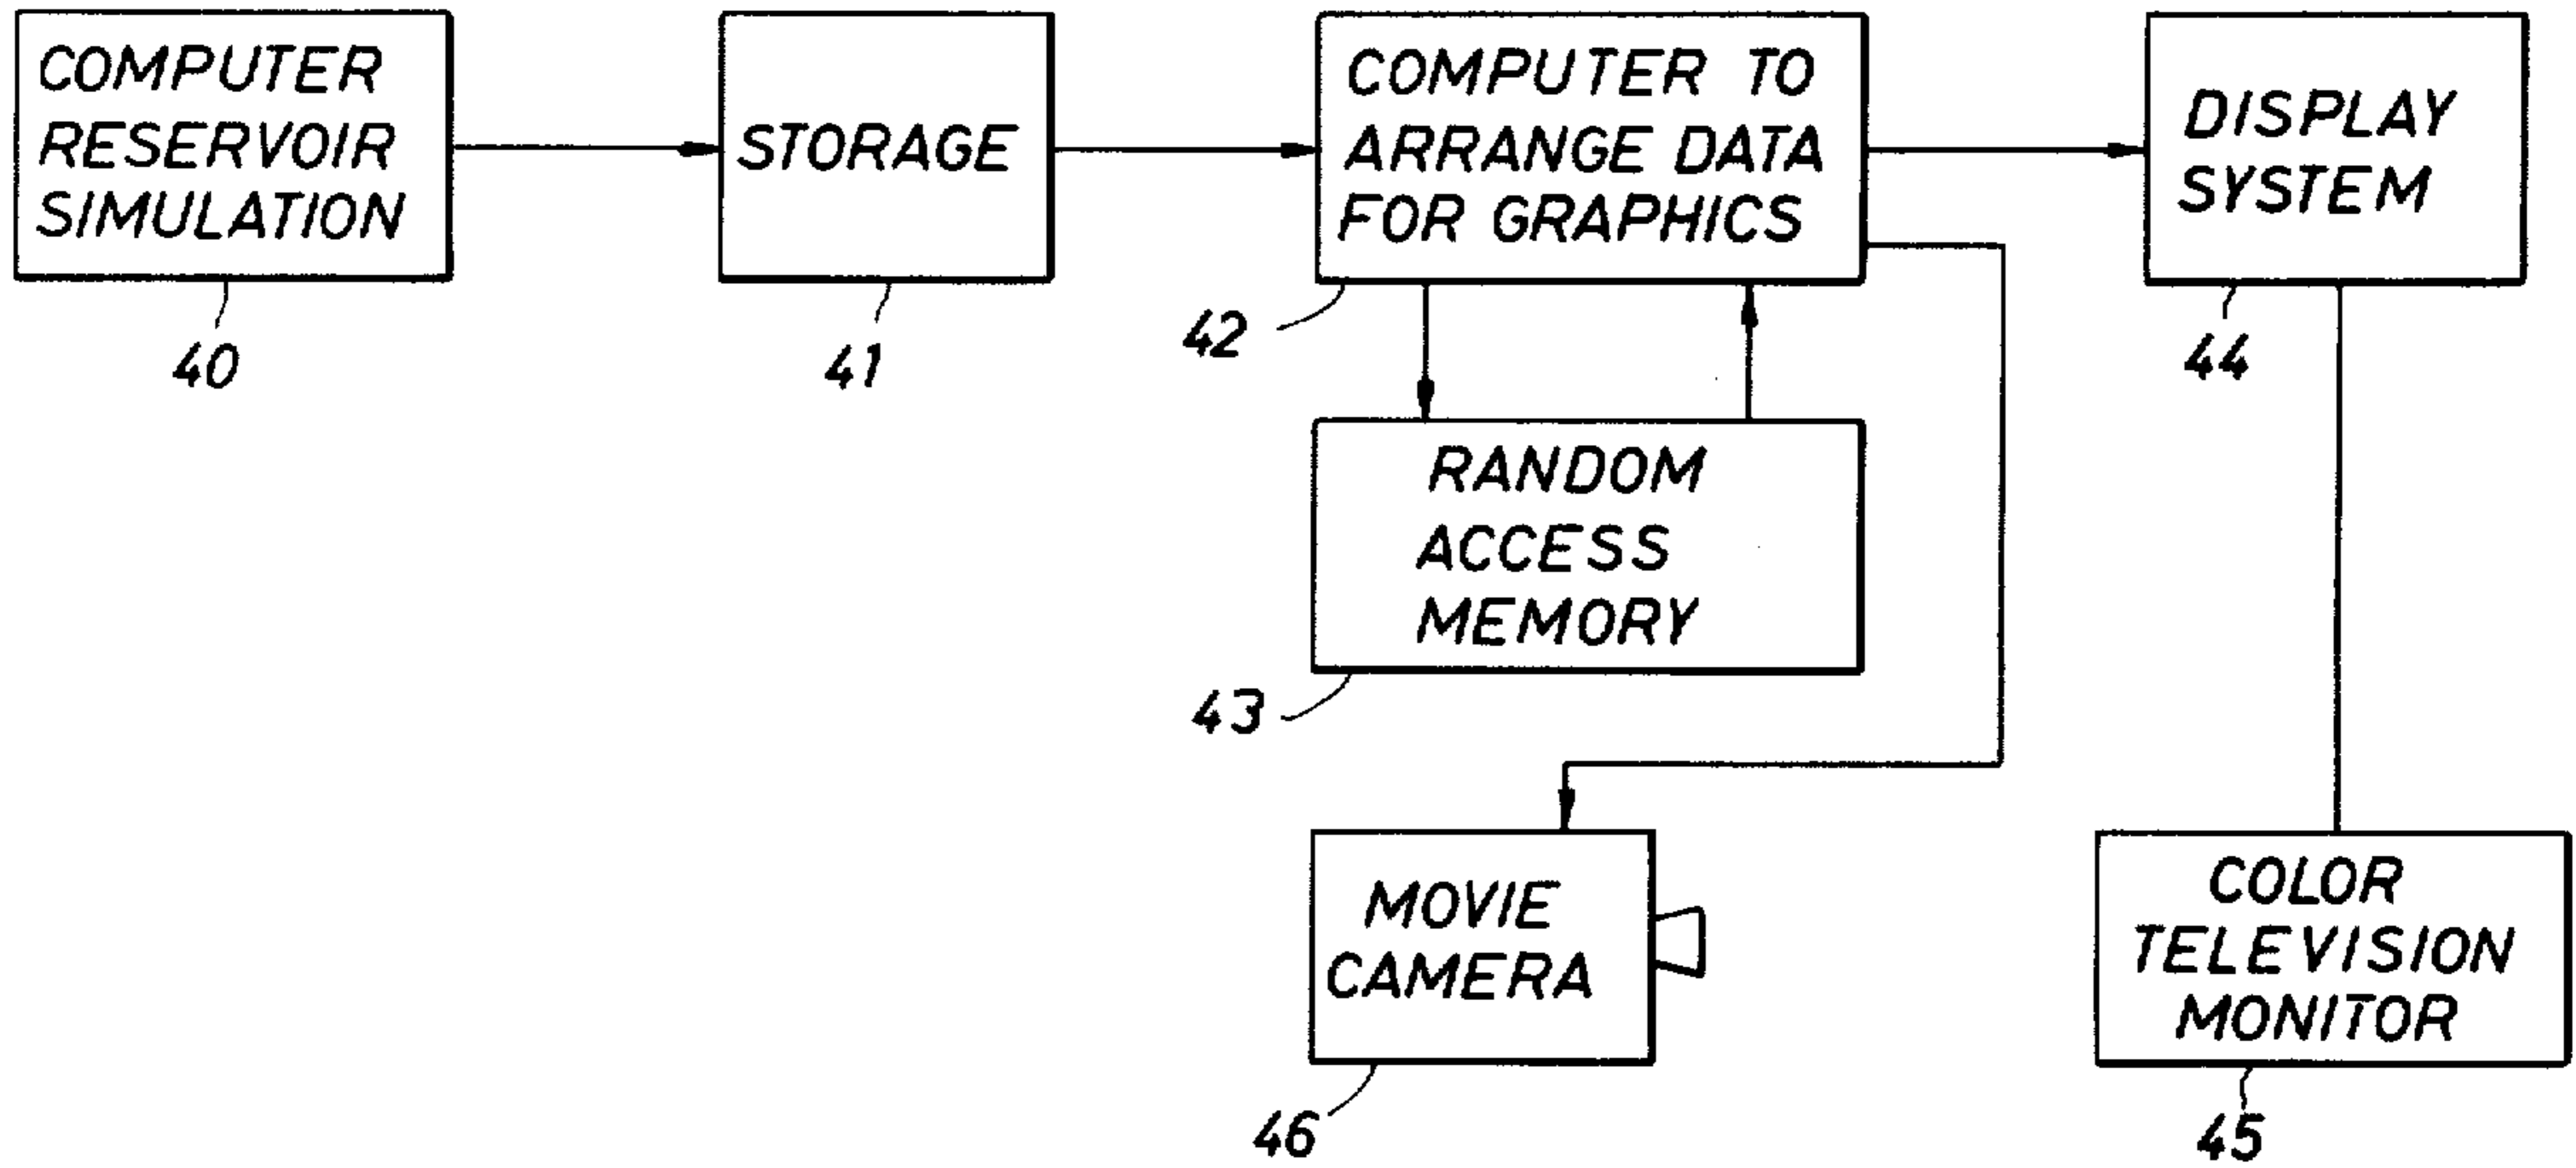 COMPUTER
RESERVOIR
SIMULATION
40
STORAGE
41
COMPUTER TO
ARRANGE DATA
FOR GRAPHICS
42
DISPLAY
SYSTEM
44
RANDOM
ACCESS
MEMORY
43
MOVIE
CAMERA
46
COLOR
TELEVISION
MONITOR
45